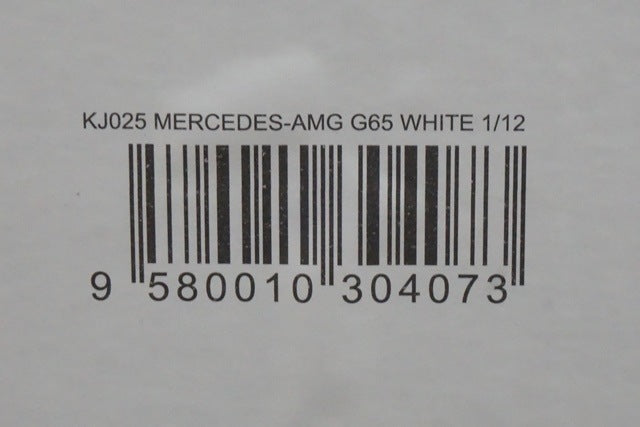 KJ025 MERCEDES-AMG G65 WHITE 1/12
9 580010 304073